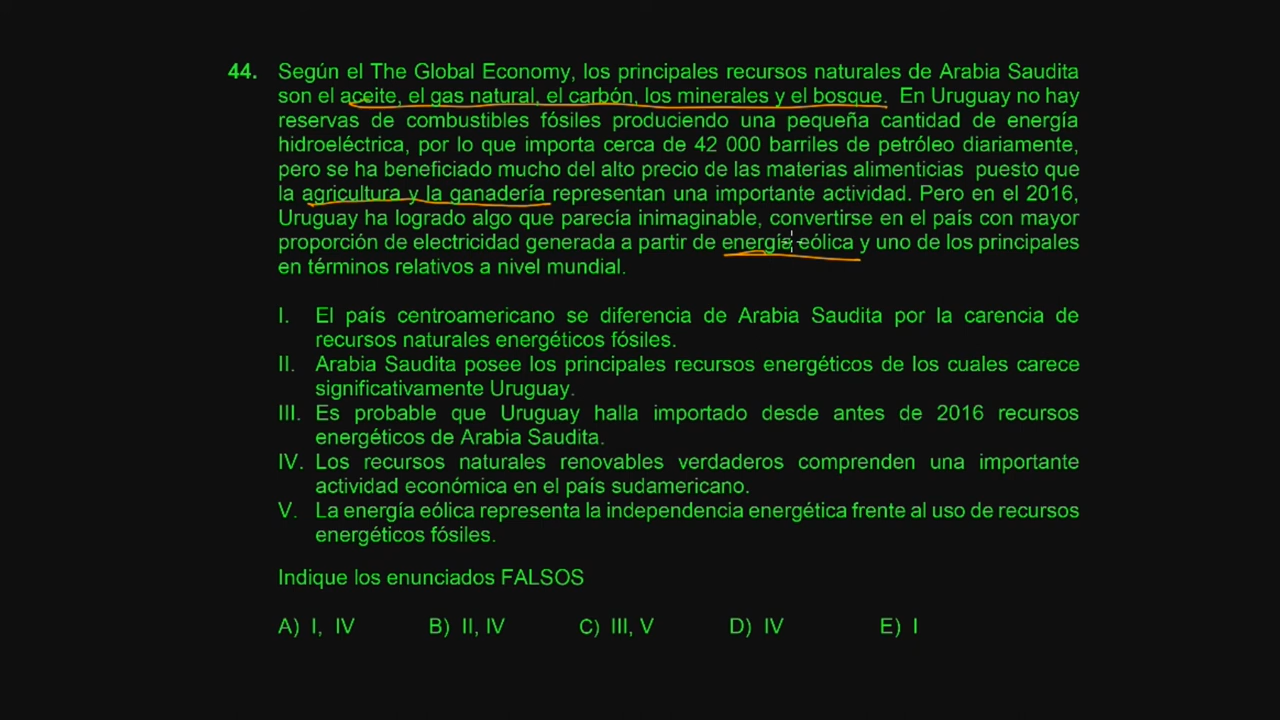 44. Según el The Global Economy, los principales recursos naturales de Arabia Saudita
son el aceite, el gas natural, el carbón, los minerales y el bosque. En Uruguay no hay
reservas de combustibles fósiles produciendo una pequeña cantidad de energía
hidroeléctrica, por lo que importa cerca de 42 000 barriles de petróleo diariamente,
pero se ha beneficiado mucho del alto precio de las materias alimenticias puesto que
la agricultura y la ganadería representan una importante actividad. Pero en el 2016,
Uruguay ha logrado algo que parecía inimaginable, convertirse en el país con mayor
proporción de electricidad generada a partir de energía eólica y uno de los principales
en términos relativos a nivel mundial.
I. El país centroamericano se diferencia de Arabia Saudita por la carencia de
recursos naturales energéticos fósiles.
II. Arabia Saudita posee los principales recursos energéticos de los cuales carece
significativamente Uruguay.
III. Es probable que Uruguay halla importado desde antes de 2016 recursos
energéticos de Arabia Saudita.
IV. Los recursos naturales renovables verdaderos comprenden una importante
actividad económica en el país sudamericano.
V. La energía eólica representa la independencia energética frente al uso de recursos
energéticos fósiles.
Indique los enunciados FALSOS
A) I, IV B) II, IV C) III, V D) IV E) I